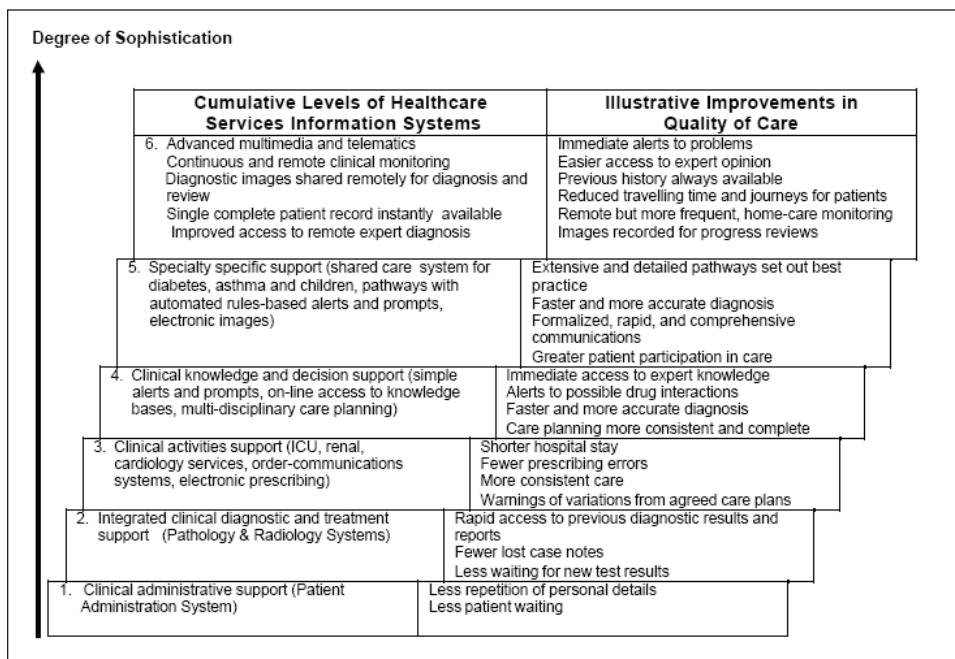 Degree of Sophistication
Cumulative Levels of Healthcare
Services Information Systems
Illustrative Improvements in
Quality of Care
6. Advanced multimedia and telematics
Continuous and remote clinical monitoring
Diagnostic images shared remotely for diagnosis and
review
Single complete patient record instantly available
Improved access to remote expert diagnosis
Immediate alerts to problems
Easier access to expert opinion
Previous history always available
Reduced travelling time and journeys for patients
Remote but more frequent, home-care monitoring
Images recorded for progress reviews
5. Specialty specific support (shared care system for
diabetes, asthma and children, pathways with
automated rules-based alerts and prompts,
electronic images)
Extensive and detailed pathways set out best
practice
Faster and more accurate diagnosis
Formalized, rapid, and comprehensive
communications
Greater patient participation in care
4. Clinical knowledge and decision support (simple
alerts and prompts, on-line access to knowledge
bases, multi-disciplinary care planning)
Immediate access to expert knowledge
Alerts to possible drug interactions
Faster and more accurate diagnosis
Care planning more consistent and complete
3. Clinical activities support (ICU, renal,
cardiology services, order-communications
systems, electronic prescribing)
Shorter hospital stay
Fewer prescribing errors
More consistent care
Warnings of variations from agreed care plans
2. Integrated clinical diagnostic and treatment
support (Pathology & Radiology Systems)
Rapid access to previous diagnostic results and
reports
Fewer lost case notes
Less waiting for new test results
1. Clinical administrative support (Patient
Administration System)
Less repetition of personal details
Less patient waiting